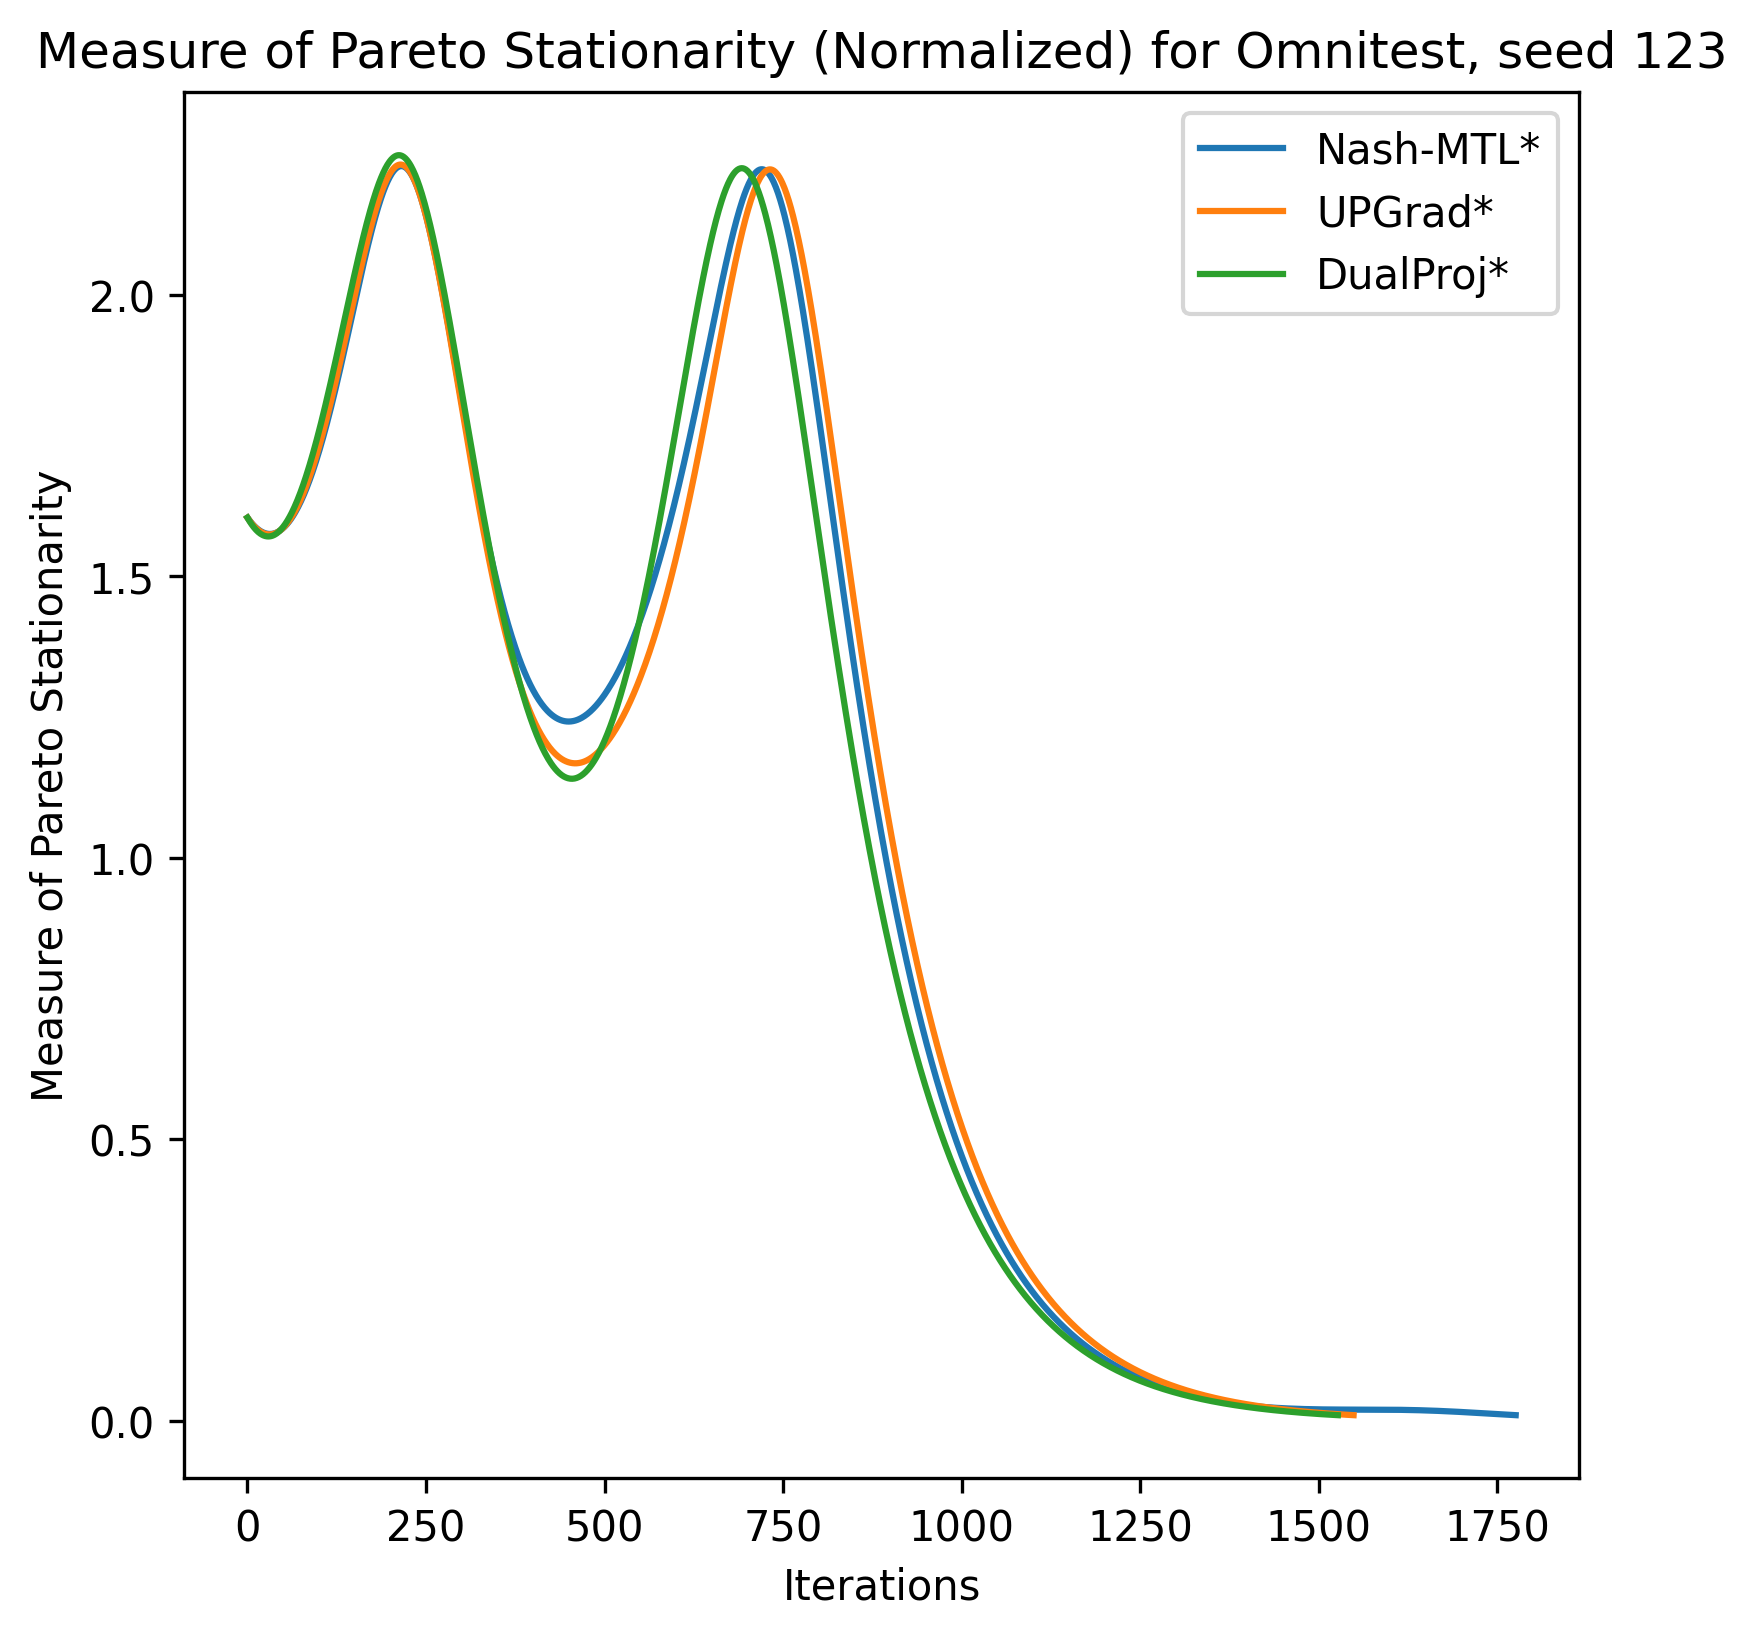 Measure of Pareto Stationarity (Normalized) for Omnitest, seed 123
Nash-MTL*
UPGrad*
DualProj*
Measure of Pareto Stationarity
2.0
1.5
1.0
0.5
0.0
0 250 500 750 1000 1250 1500 1750
Iterations